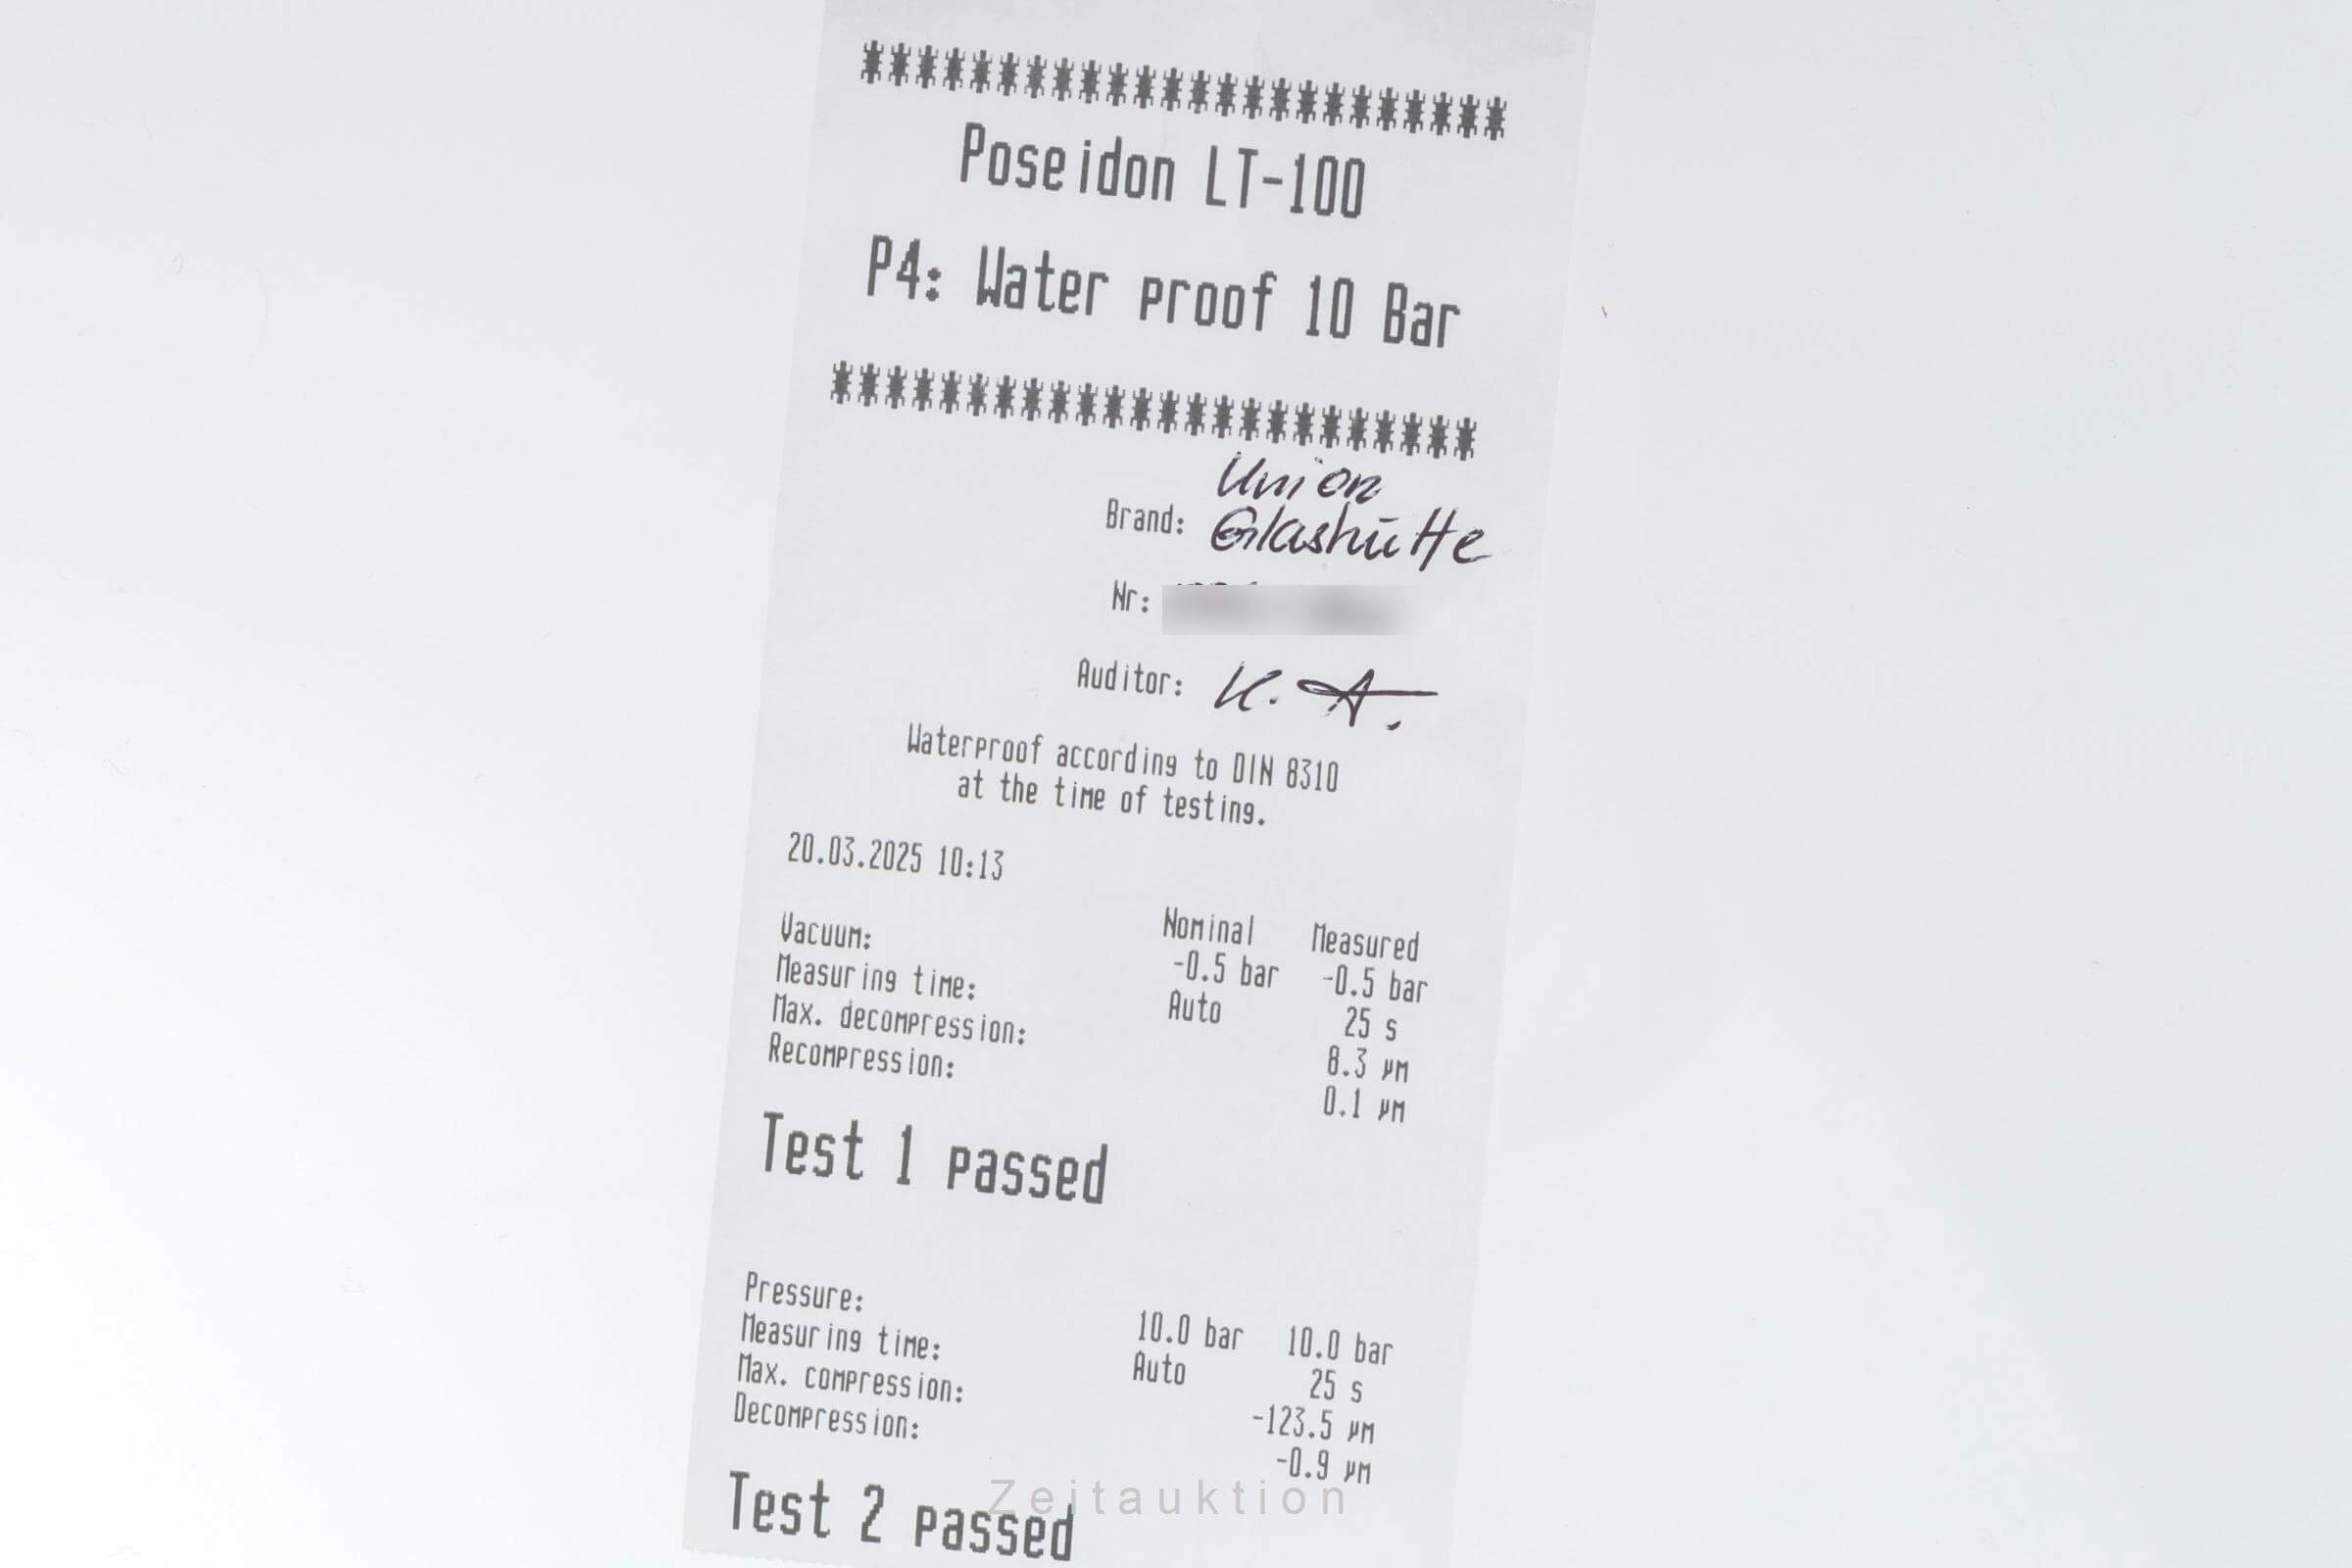 ************************
Poseidon LT-100
P4: Water proof 10 Bar
************************
Union
Brand: Glashütte
Nr:
Auditor: K. A.
Waterproof according to DIN 8310
at the time of testing.
20.03.2025 10:13
Nominal Measured
Vacuum: -0.5 bar -0.5 bar
Measuring time: Auto 25 s
Max. decompression: 8.3 µm
Recompression: 0.1 µm
Test 1 passed
Pressure: 10.0 bar 10.0 bar
Measuring time: Auto 25 s
Max. compression: -123.5 µm
Decompression: -0.9 µm
Test 2 passed
Zeitauktion